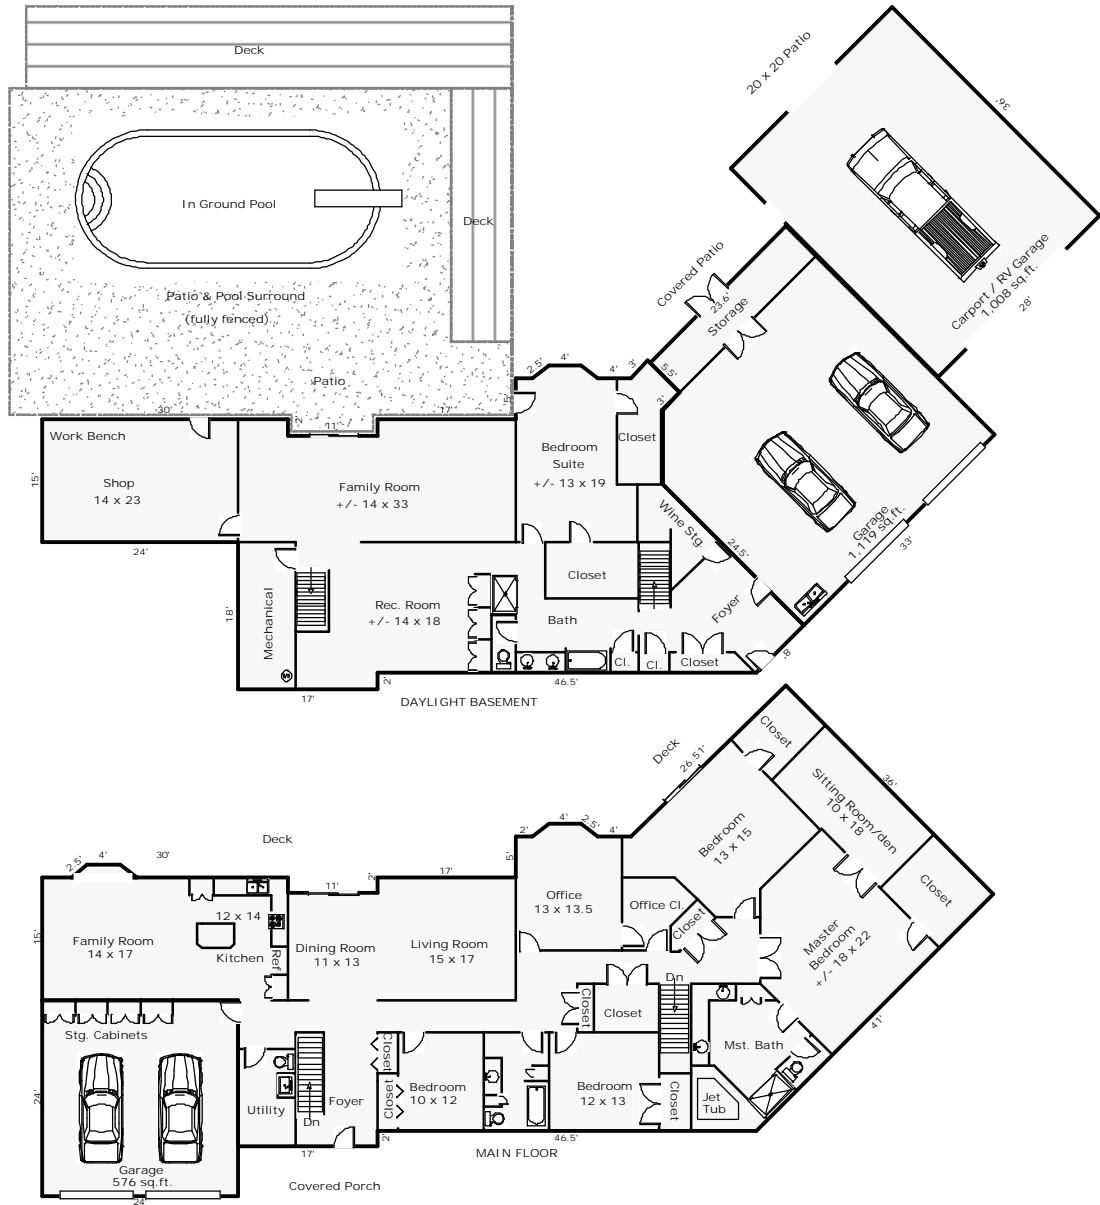 Deck
20 x 20 Patio
36'
In Ground Pool
Deck
Covered Patio
Carport / RV Garage
1,008 sq.ft.
28'
Patio & Pool Surround
(fully fenced)
23.6'
Storage
Patio
2.5'
4'
4'
3'
5.5'
3'
5'
30'
2'
11'
17'
Work Bench
Closet
Bedroom
Suite
+/- 13 x 19
15'
Shop
14 x 23
Family Room
+/- 14 x 33
Wine Stg.
Garage
1,119 sq.ft.
33'
24.5'
24'
Closet
18'
Mechanical
Rec. Room
+/- 14 x 18
Bath
Foyer
Cl.
Cl.
Closet
8'
2'
46.5'
17'
DAYLIGHT BASEMENT
Closet
Deck
26.51'
36'
Sitting Room/den
10 x 18
2'
4'
2.5'
4'
Bedroom
13 x 15
Deck
5'
2.5'
4'
30'
11'
2'
17'
Closet
Office
13 x 13.5
Office Cl.
Closet
12 x 14
Kitchen
Ref
15'
Family Room
14 x 17
Dining Room
11 x 13
Living Room
15 x 17
Master
Bedroom
+/- 18 x 22
Dn
Closet
Closet
41'
Stg. Cabinets
Mst. Bath
Closet
Closet
Bedroom
10 x 12
Bedroom
12 x 13
Closet
Jet
Tub
24'
Utility
Foyer
Dn
2'
46.5'
17'
MAIN FLOOR
Garage
576 sq.ft.
Covered Porch
24'